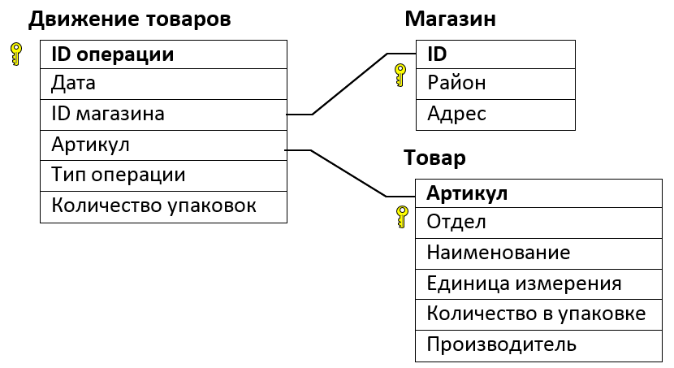 Движение товаров
ID операции
Дата
ID магазина
Артикул
Тип операции
Количество упаковок
Магазин
ID
Район
Адрес
Товар
Артикул
Отдел
Наименование
Единица измерения
Количество в упаковке
Производитель